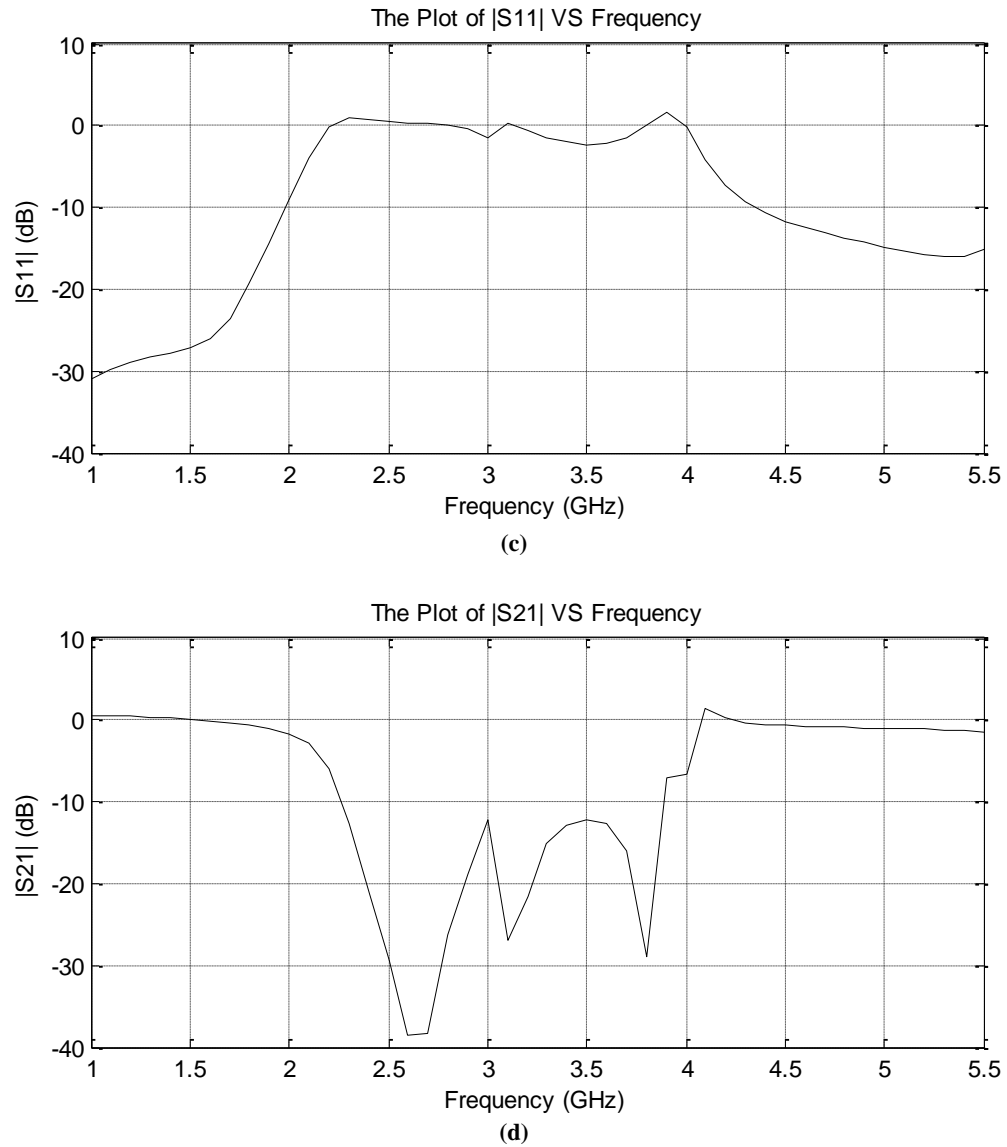 The Plot of |S11| VS Frequency
10
0
-10
-20
-30
-40
|S11| (dB)
1 1.5 2 2.5 3 3.5 4 4.5 5 5.5
Frequency (GHz)
(c)
The Plot of |S21| VS Frequency
10
0
-10
-20
-30
-40
|S21| (dB)
1 1.5 2 2.5 3 3.5 4 4.5 5 5.5
Frequency (GHz)
(d)